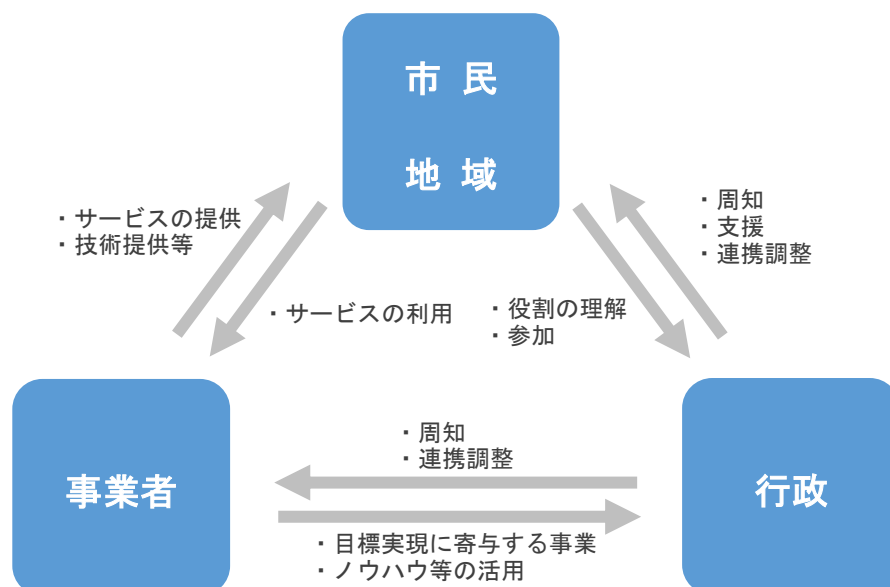 市 民
地 域
・サービスの提供
・技術提供等
・周知
・支援
・連携調整
・サービスの利用
・役割の理解
・参加
事業者
・周知
・連携調整
行政
・目標実現に寄与する事業
・ノウハウ等の活用